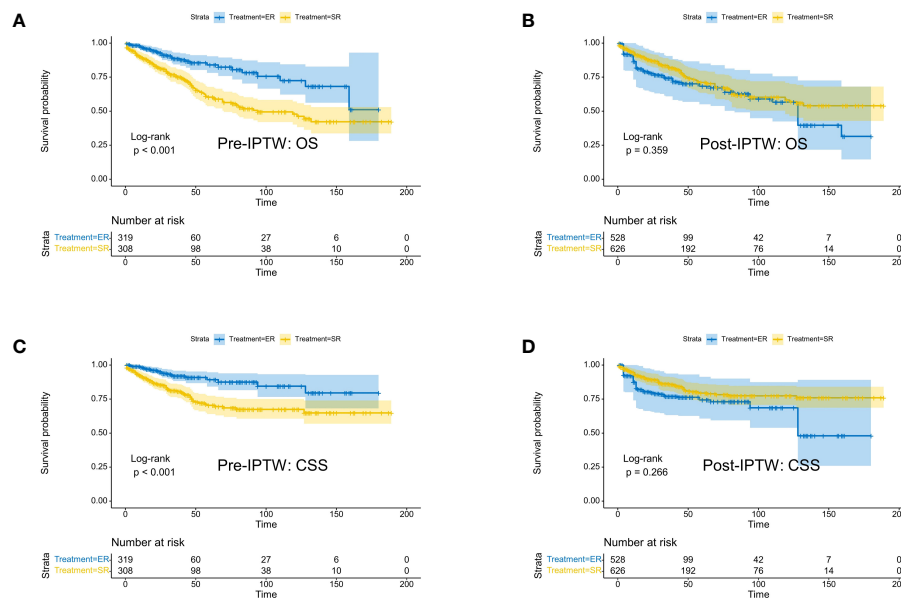 A
Strata Treatment=ER Treatment=SR
Survival probability
1.00
0.75
0.50
0.25
0.00
Log-rank
p < 0.001
Pre-IPTW: OS
0 50 100 150 200
Time
Number at risk
Strata
Treatment=ER 319 60 27 6 0
Treatment=SR 308 98 38 10 0
0 50 100 150 200
Time
B
Strata Treatment=ER Treatment=SR
Survival probability
1.00
0.75
0.50
0.25
0.00
Log-rank
p = 0.359
Post-IPTW: OS
0 50 100 150 200
Time
Number at risk
Strata
Treatment=ER 528 99 42 7 0
Treatment=SR 626 192 76 14 0
0 50 100 150 200
Time
C
Strata Treatment=ER Treatment=SR
Survival probability
1.00
0.75
0.50
0.25
0.00
Log-rank
p < 0.001
Pre-IPTW: CSS
0 50 100 150 200
Time
Number at risk
Strata
Treatment=ER 319 60 27 6 0
Treatment=SR 308 98 38 10 0
0 50 100 150 200
Time
D
Strata Treatment=ER Treatment=SR
Survival probability
1.00
0.75
0.50
0.25
0.00
Log-rank
p = 0.266
Post-IPTW: CSS
0 50 100 150 200
Time
Number at risk
Strata
Treatment=ER 528 99 42 7 0
Treatment=SR 626 192 76 14 0
0 50 100 150 200
Time